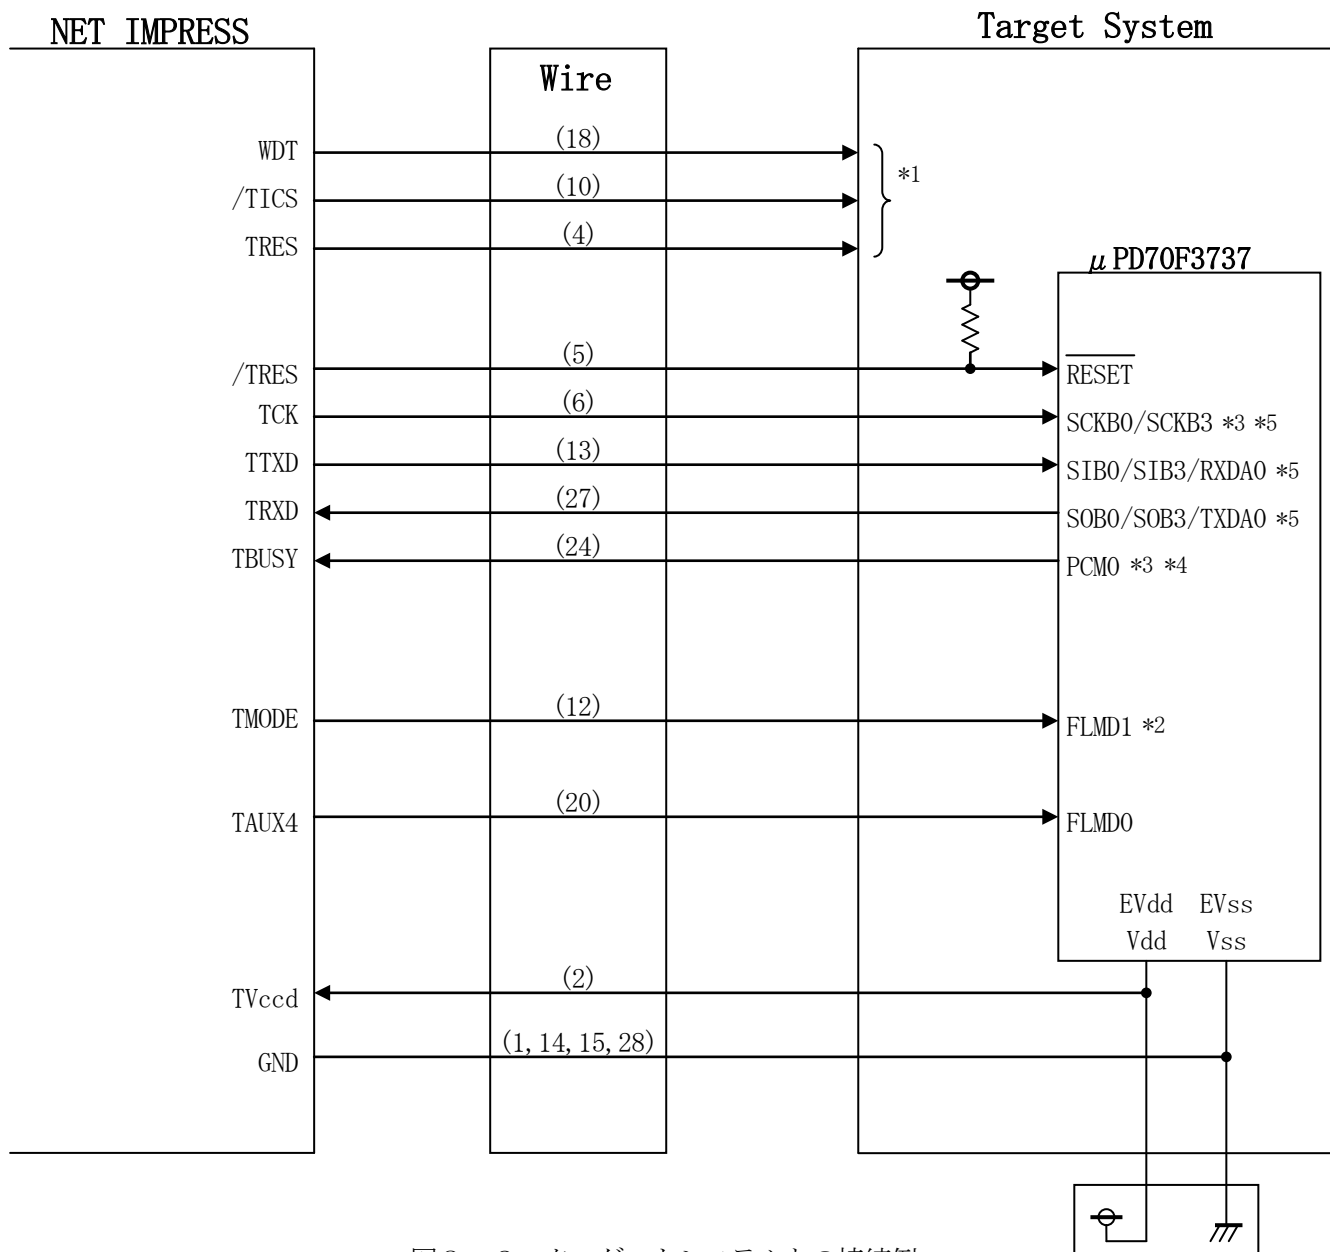 NET IMPRESS
Target System
Wire
WDT (18)
*1
/TICS (10)
TRES (4)
μPD70F3737
/TRES (5) RESET
TCK (6) SCKB0/SCKB3 *3 *5
TTXD (13) SIB0/SIB3/RXDA0 *5
TRXD (27) SOB0/SOB3/TXDA0 *5
TBUSY (24) PCM0 *3 *4
TMODE (12) FLMD1 *2
TAUX4 (20) FLMD0
EVdd EVss
Vdd Vss
TVccd (2)
GND (1,14,15,28)